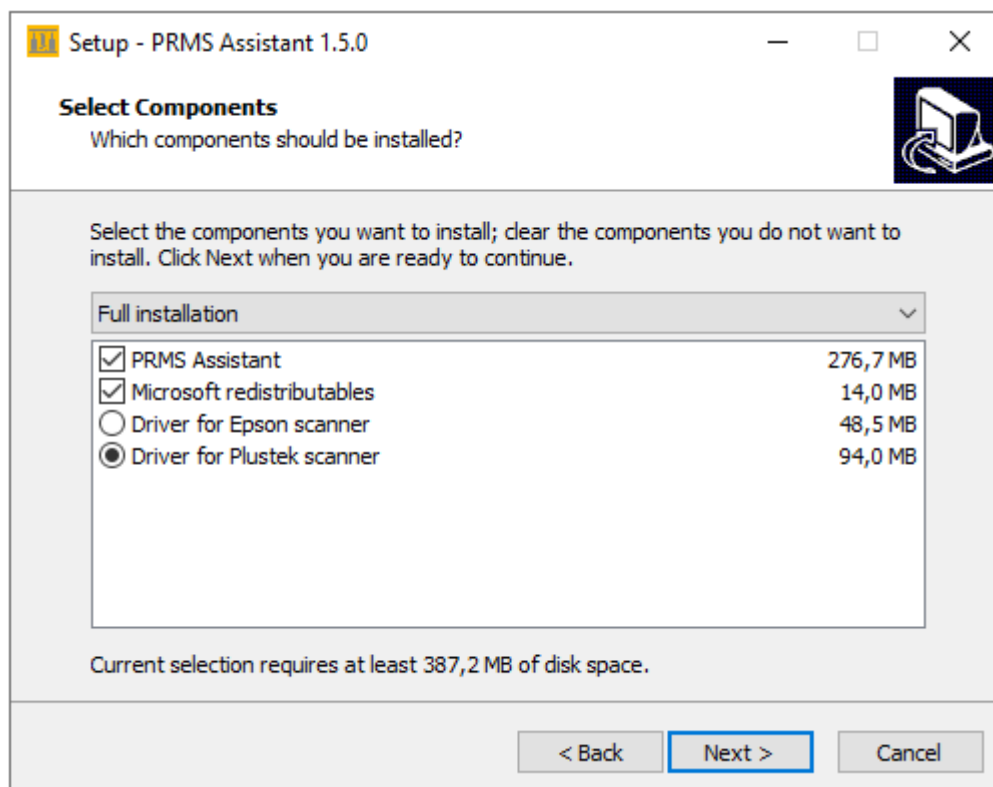 Setup - PRMS Assistant 1.5.0
Select Components
Which components should be installed?
Select the components you want to install; clear the components you do not want to
install. Click Next when you are ready to continue.
Full installation
PRMS Assistant 276,7 MB
Microsoft redistributables 14,0 MB
Driver for Epson scanner 48,5 MB
Driver for Plustek scanner 94,0 MB
Current selection requires at least 387,2 MB of disk space.
< Back Next > Cancel